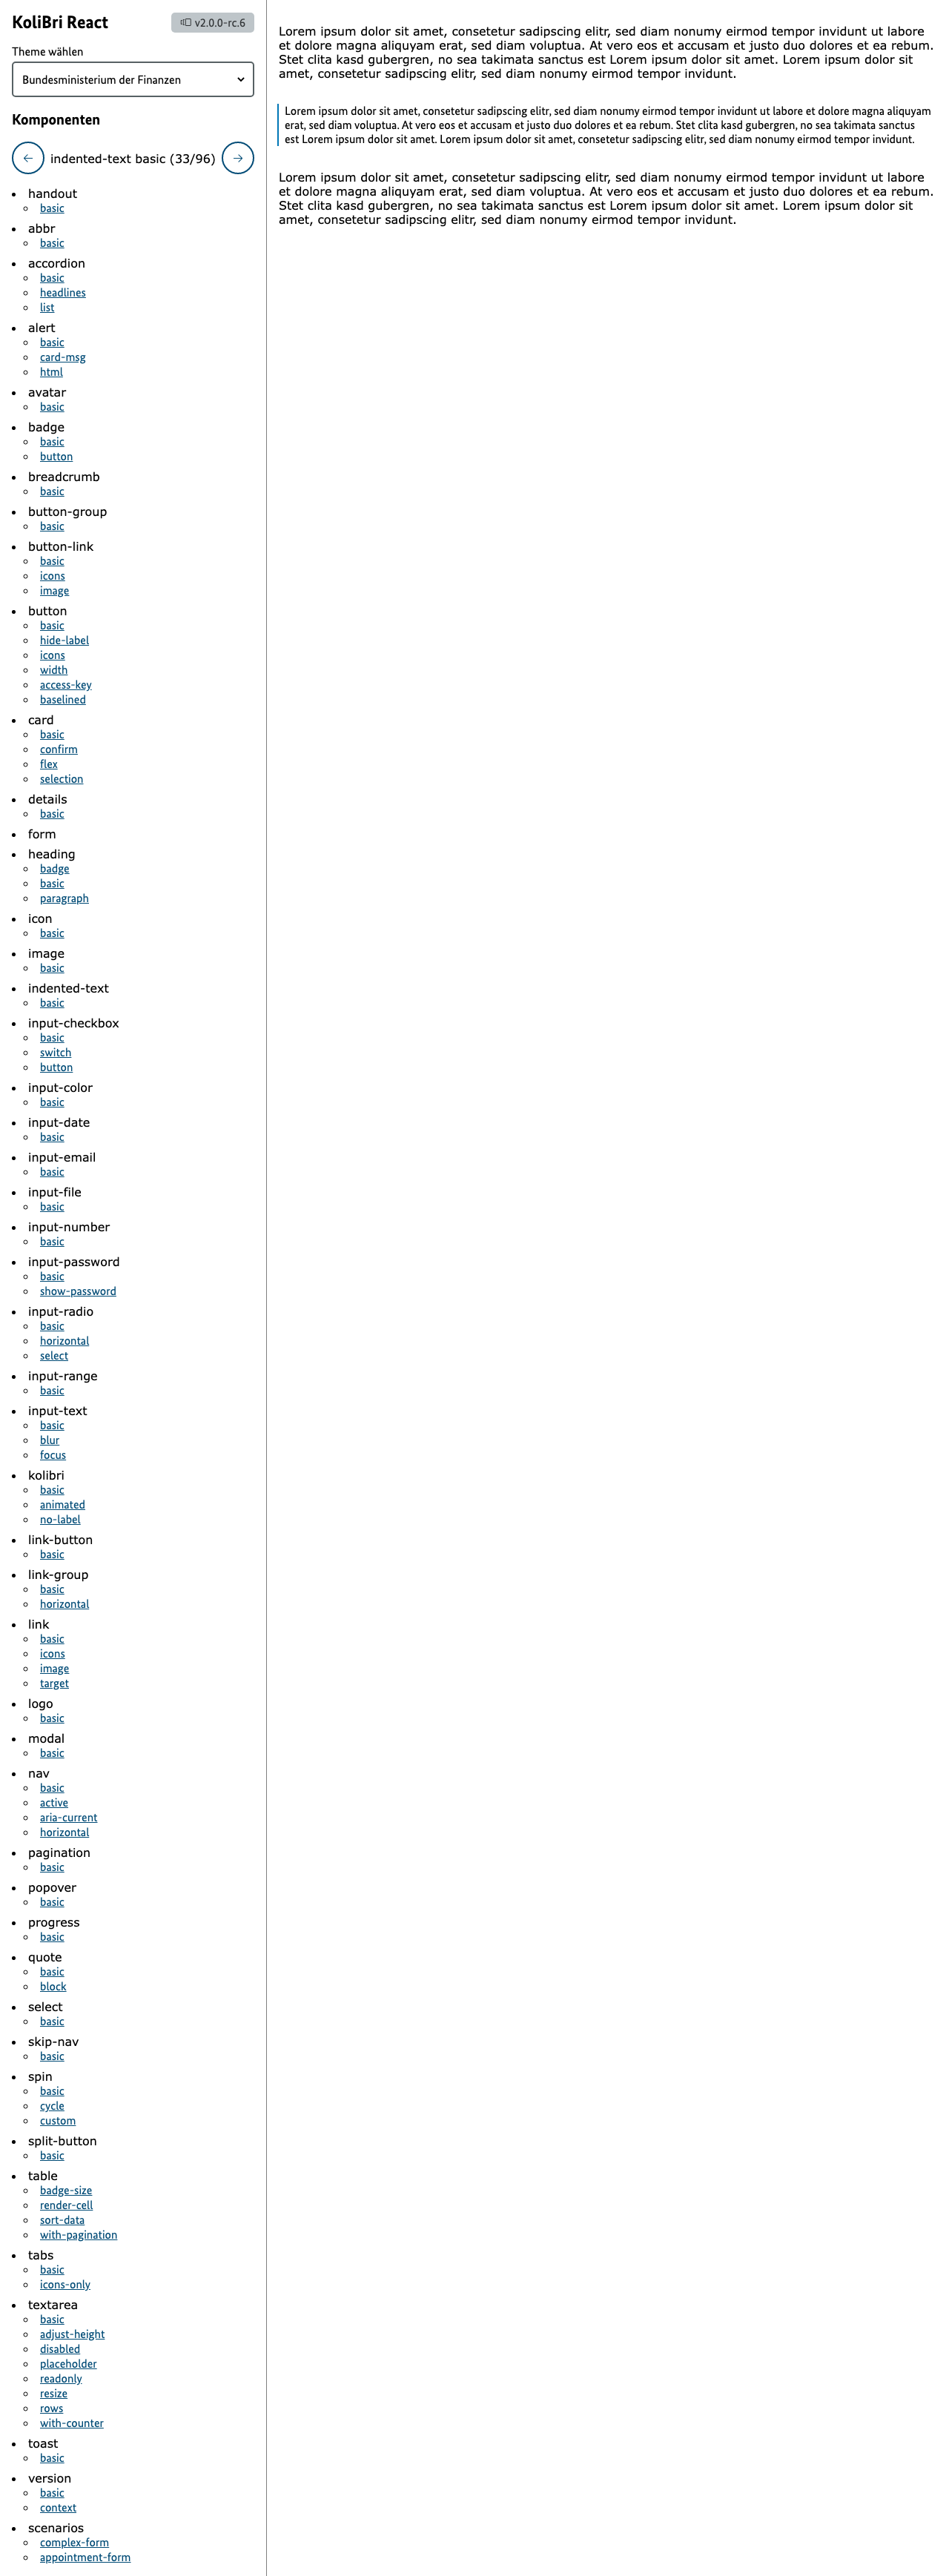 KoliBri React
v2.0.0-rc.6
Theme wählen
Bundesministerium der Finanzen
Komponenten
indented-text basic (33/96)
handout
basic
abbr
basic
accordion
basic
headlines
list
alert
basic
card-msg
html
avatar
basic
badge
basic
button
breadcrumb
basic
button-group
basic
button-link
basic
icons
image
button
basic
hide-label
icons
width
access-key
baselined
card
basic
confirm
flex
selection
details
basic
form
heading
badge
basic
paragraph
icon
basic
image
basic
indented-text
basic
input-checkbox
basic
switch
button
input-color
basic
input-date
basic
input-email
basic
input-file
basic
input-number
basic
input-password
basic
show-password
input-radio
basic
horizontal
select
input-range
basic
input-text
basic
blur
focus
kolibri
basic
animated
no-label
link-button
basic
link-group
basic
horizontal
link
basic
icons
image
target
logo
basic
modal
basic
nav
basic
active
aria-current
horizontal
pagination
basic
popover
basic
progress
basic
quote
basic
block
select
basic
skip-nav
basic
spin
basic
cycle
custom
split-button
basic
table
badge-size
render-cell
sort-data
with-pagination
tabs
basic
icons-only
textarea
basic
adjust-height
disabled
placeholder
readonly
resize
rows
with-counter
toast
basic
version
basic
context
scenarios
complex-form
appointment-form
Lorem ipsum dolor sit amet, consetetur sadipscing elitr, sed diam nonumy eirmod tempor invidunt ut labore
et dolore magna aliquyam erat, sed diam voluptua. At vero eos et accusam et justo duo dolores et ea rebum.
Stet clita kasd gubergren, no sea takimata sanctus est Lorem ipsum dolor sit amet. Lorem ipsum dolor sit
amet, consetetur sadipscing elitr, sed diam nonumy eirmod tempor invidunt.
Lorem ipsum dolor sit amet, consetetur sadipscing elitr, sed diam nonumy eirmod tempor invidunt ut labore et dolore magna aliquyam
erat, sed diam voluptua. At vero eos et accusam et justo duo dolores et ea rebum. Stet clita kasd gubergren, no sea takimata sanctus
est Lorem ipsum dolor sit amet. Lorem ipsum dolor sit amet, consetetur sadipscing elitr, sed diam nonumy eirmod tempor invidunt.
Lorem ipsum dolor sit amet, consetetur sadipscing elitr, sed diam nonumy eirmod tempor invidunt ut labore
et dolore magna aliquyam erat, sed diam voluptua. At vero eos et accusam et justo duo dolores et ea rebum.
Stet clita kasd gubergren, no sea takimata sanctus est Lorem ipsum dolor sit amet. Lorem ipsum dolor sit
amet, consetetur sadipscing elitr, sed diam nonumy eirmod tempor invidunt.